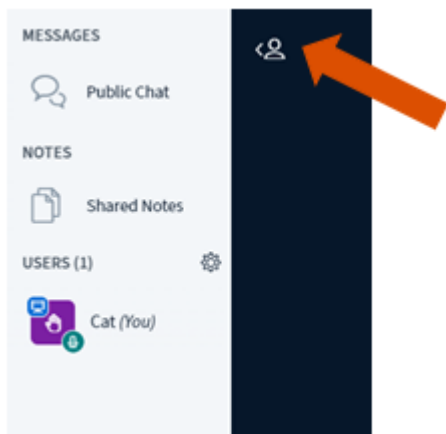 MESSAGES
Public Chat
NOTES
Shared Notes
USERS (1)
Cat (You)